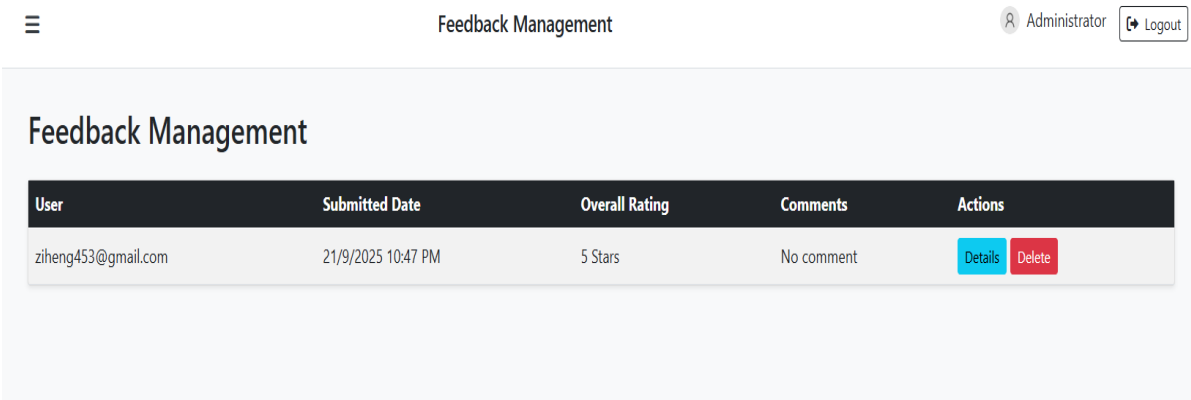 Feedback Management
Administrator
Logout
Feedback Management
User Submitted Date Overall Rating Comments Actions
ziheng453@gmail.com 21/9/2025 10:47 PM 5 Stars No comment Details Delete